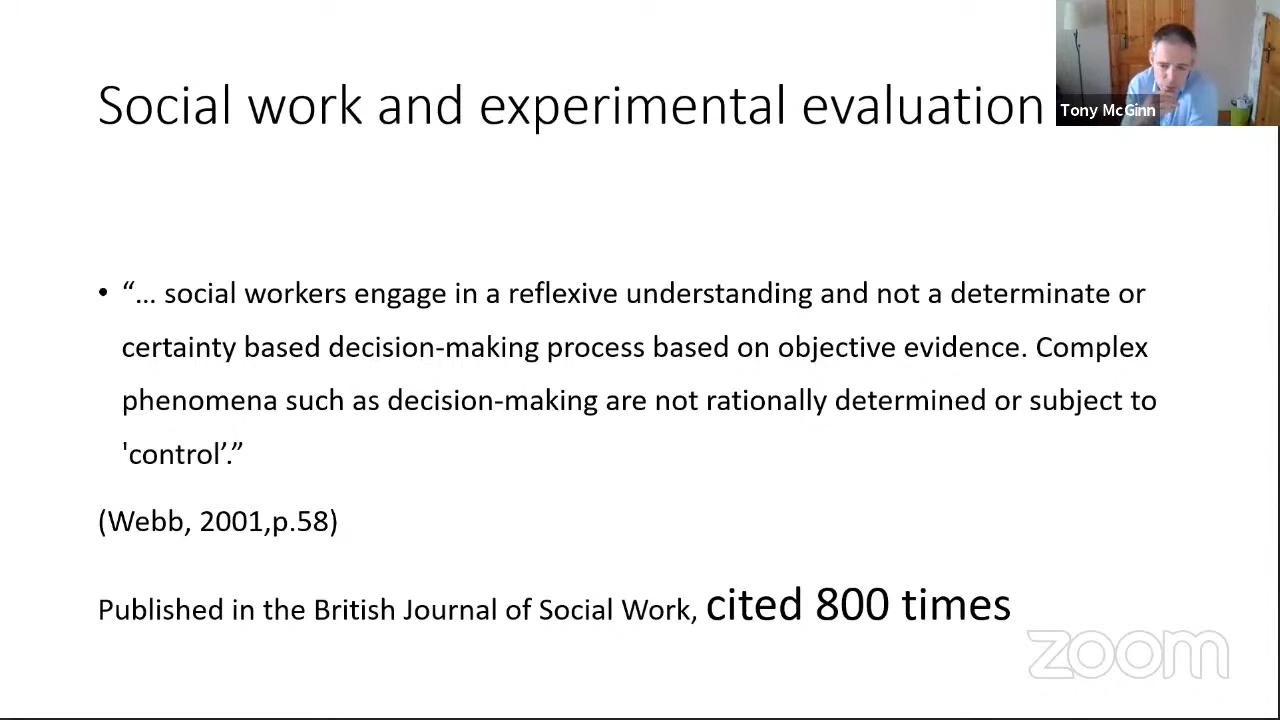 Social work and experimental evaluation
Tony McGinn
• “… social workers engage in a reflexive understanding and not a determinate or
certainty based decision-making process based on objective evidence. Complex
phenomena such as decision-making are not rationally determined or subject to
'control’.”
(Webb, 2001,p.58)
Published in the British Journal of Social Work, cited 800 times
zoom